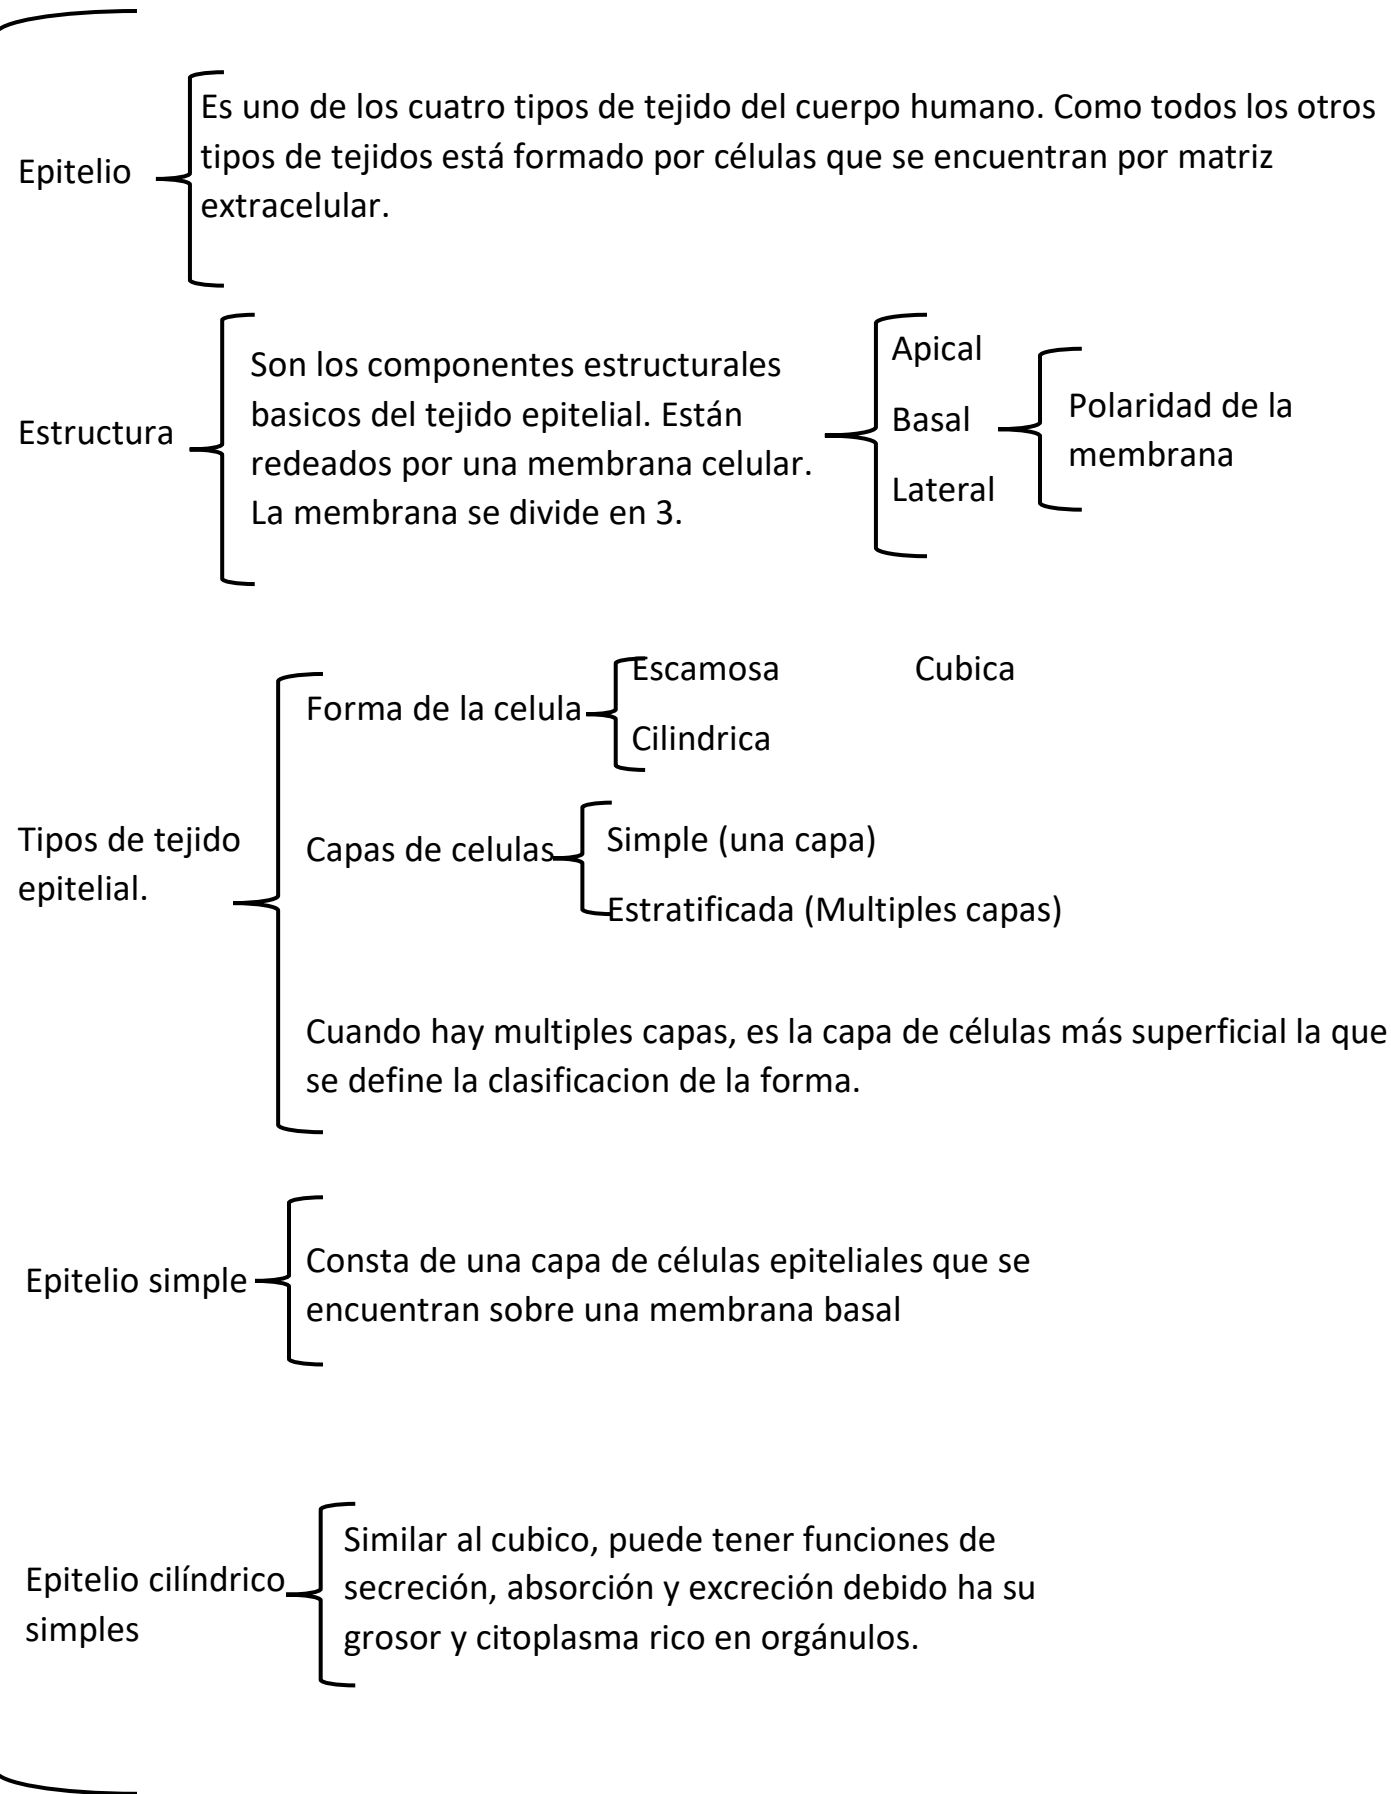 Es uno de los cuatro tipos de tejido del cuerpo humano. Como todos los otros
tipos de tejidos está formado por células que se encuentran por matriz
extracelular.
Epitelio
Estructura
Son los componentes estructurales
basicos del tejido epitelial. Están
redeados por una membrana celular.
La membrana se divide en 3.
Apical
Basal
Lateral
Polaridad de la
membrana
Tipos de tejido
epitelial.
Forma de la celula
Escamosa Cubica
Cilindrica
Capas de celulas
Simple (una capa)
Estratificada (Multiples capas)
Cuando hay multiples capas, es la capa de células más superficial la que
se define la clasificacion de la forma.
Epitelio simple
Consta de una capa de células epiteliales que se
encuentran sobre una membrana basal
Epitelio cilíndrico
simples
Similar al cubico, puede tener funciones de
secreción, absorción y excreción debido ha su
grosor y citoplasma rico en orgánulos.